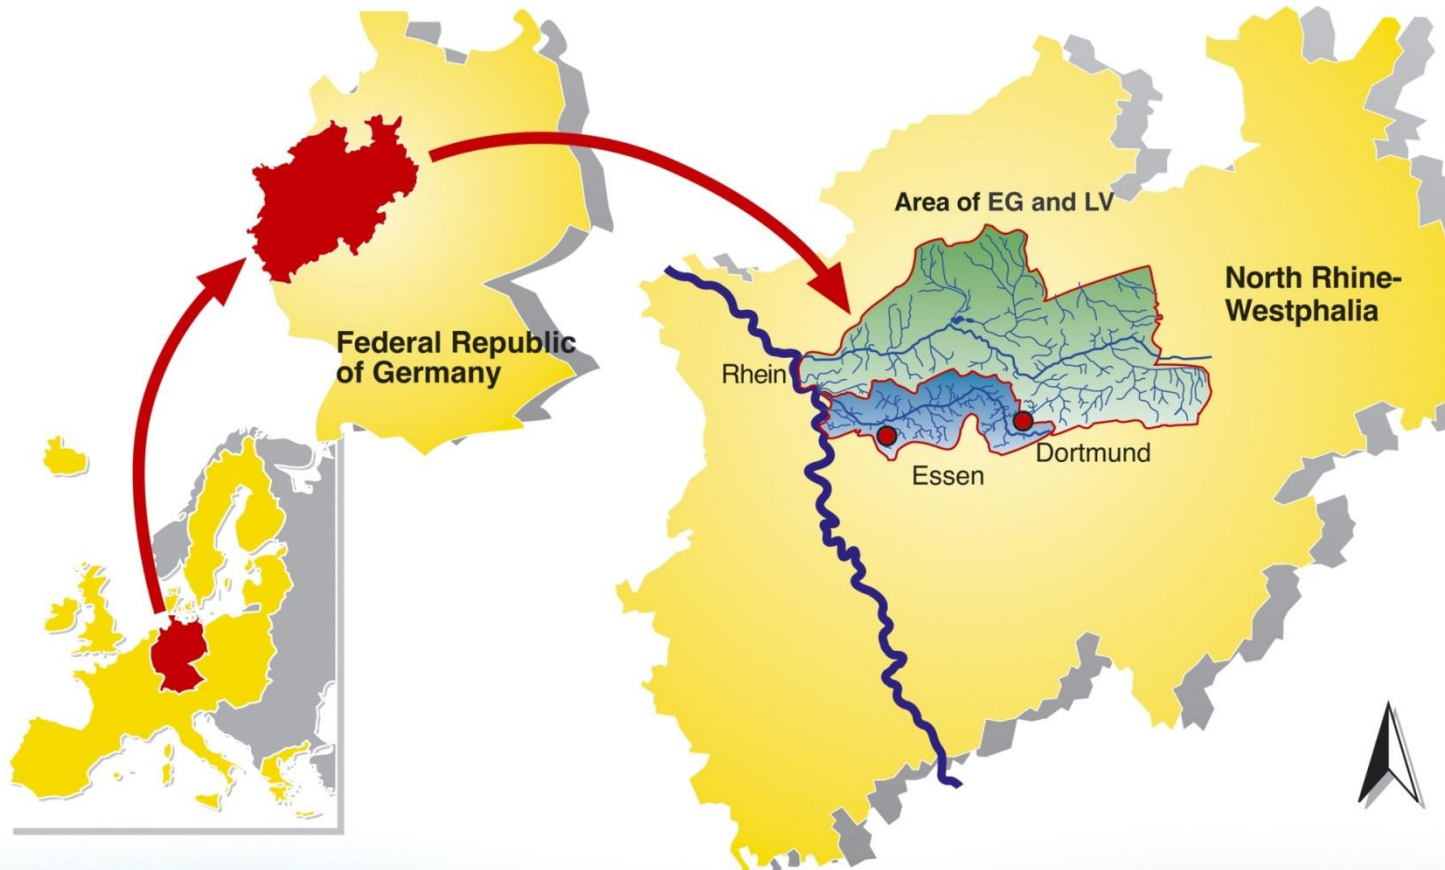 Federal Republic
of Germany
Area of EG and LV
North Rhine-
Westphalia
Rhein
Essen
Dortmund